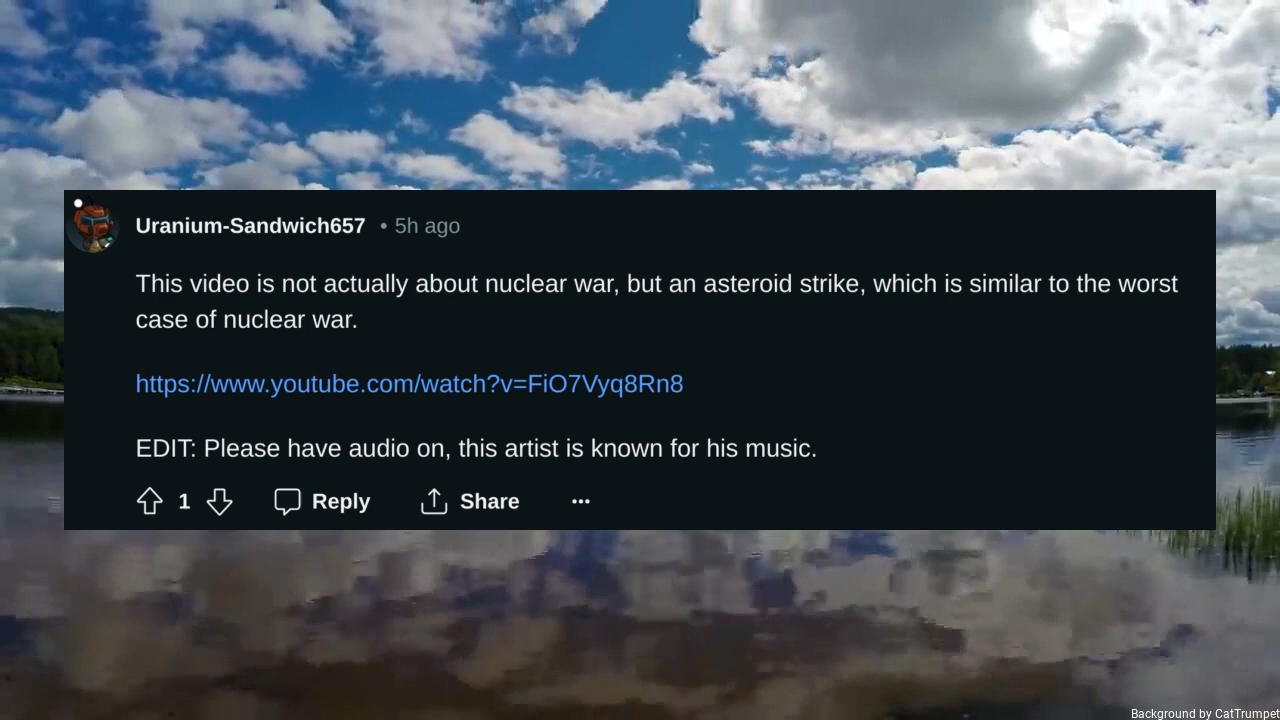 Uranium-Sandwich657 • 5h ago
This video is not actually about nuclear war, but an asteroid strike, which is similar to the worst
case of nuclear war.
https://www.youtube.com/watch?v=FiO7Vyq8Rn8
EDIT: Please have audio on, this artist is known for his music.
1 Reply Share
Background by CatTrumpet